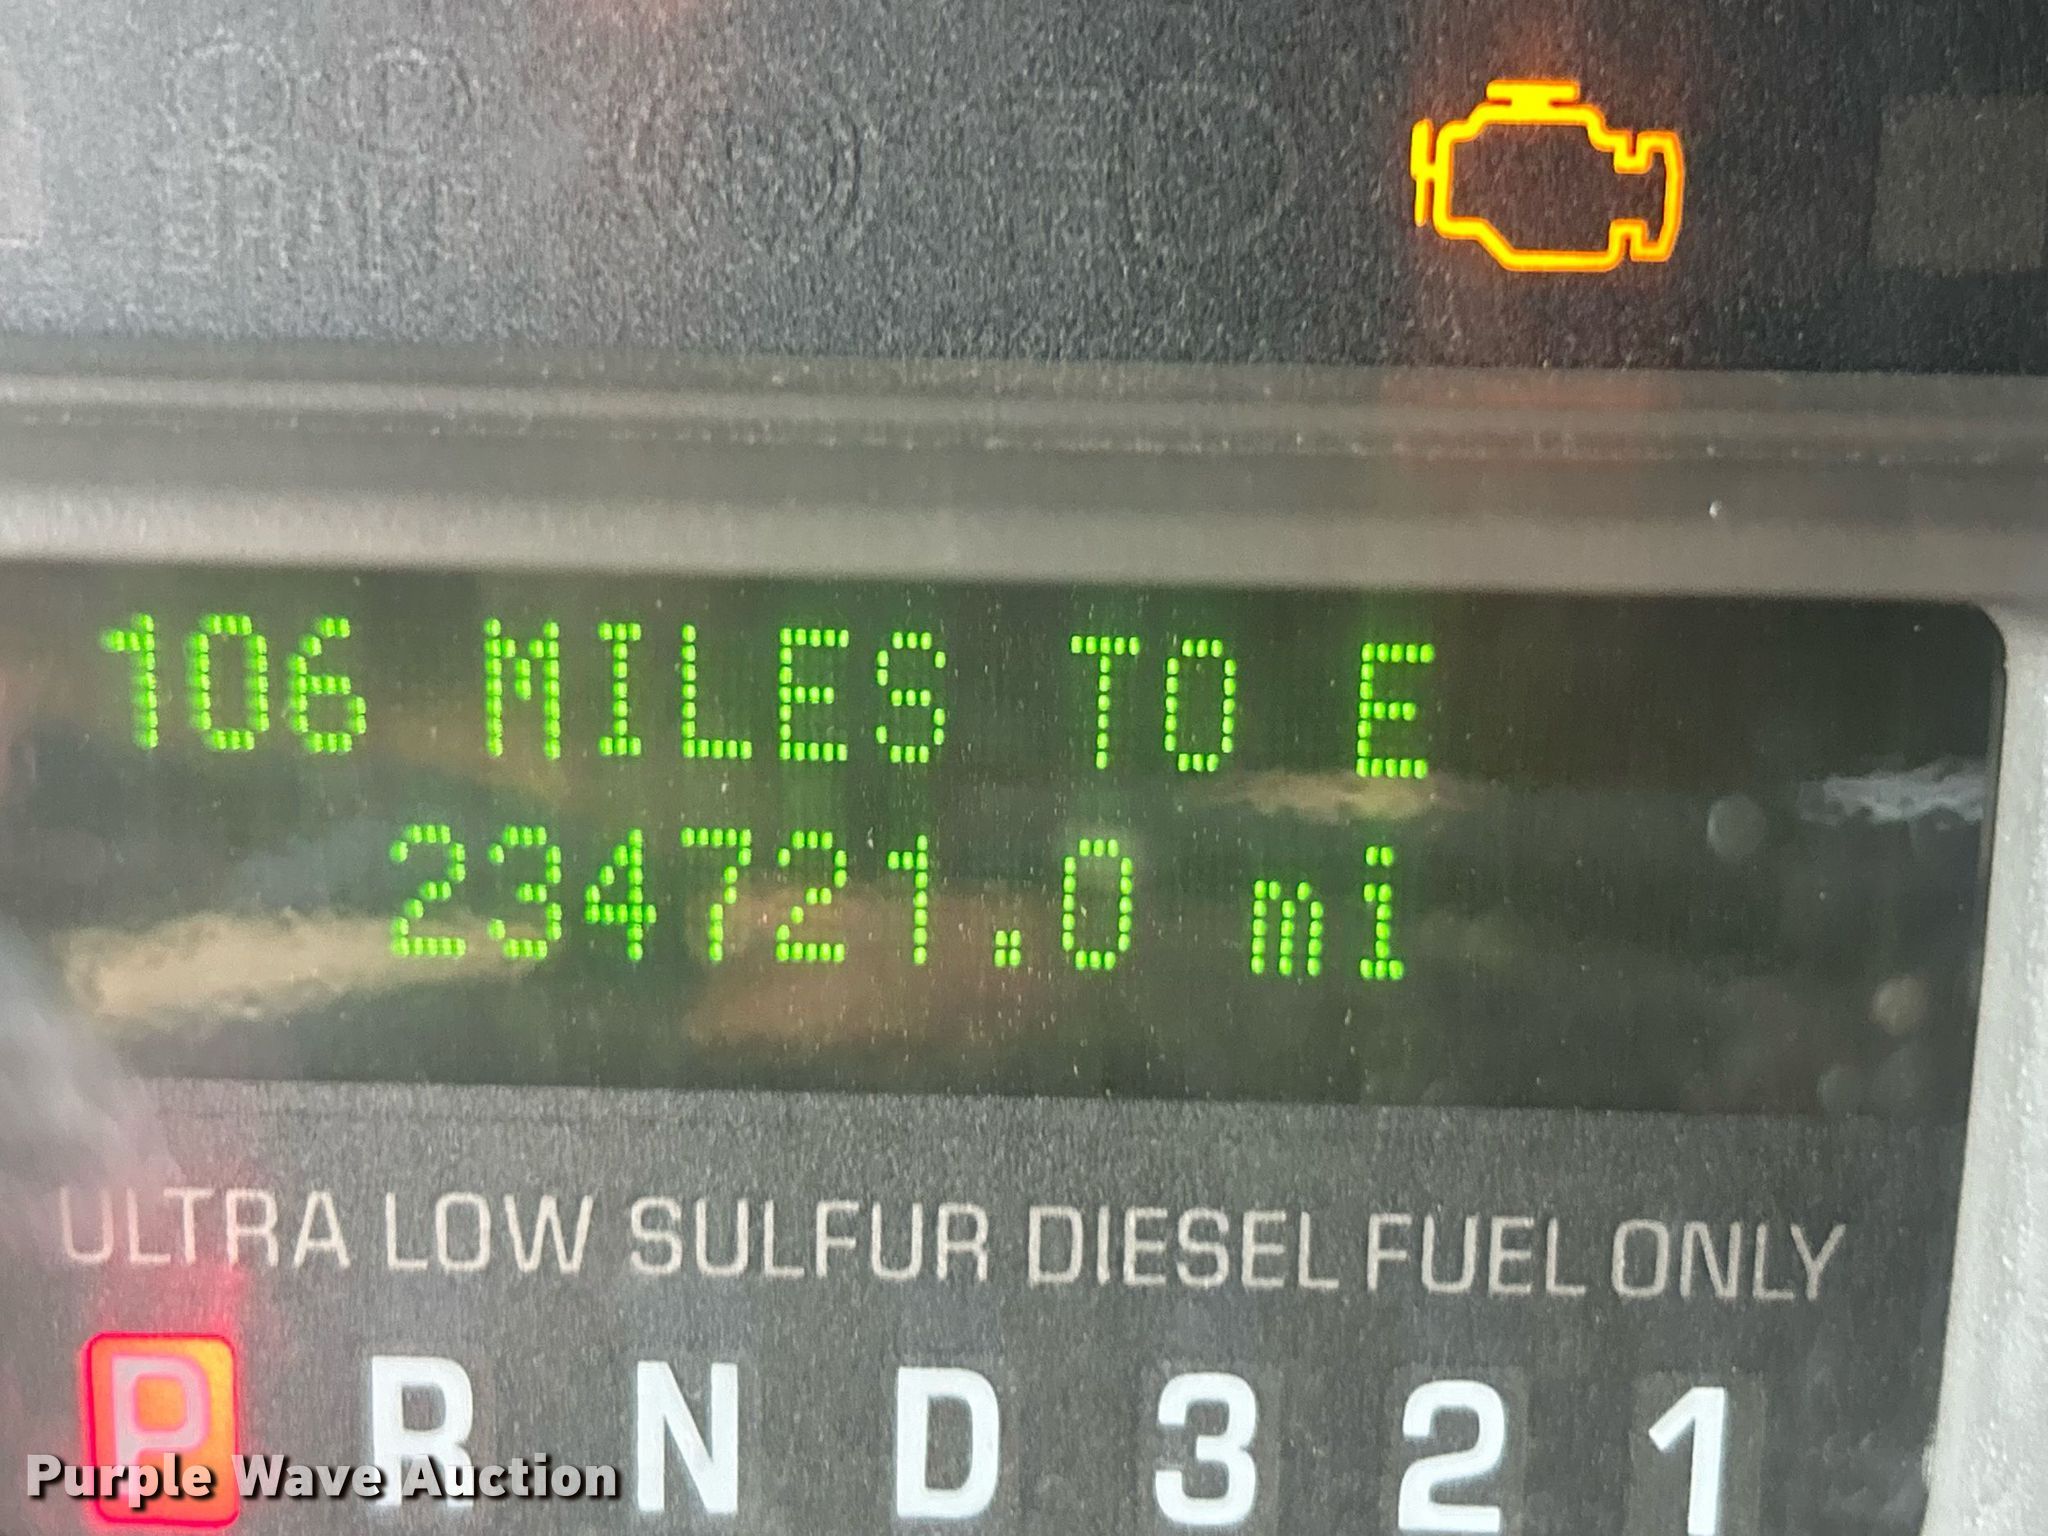 106 MILES TO E
234721.0 mi
ULTRA LOW SULFUR DIESEL FUEL ONLY
P R N D 3 2 1
Purple Wave Auction